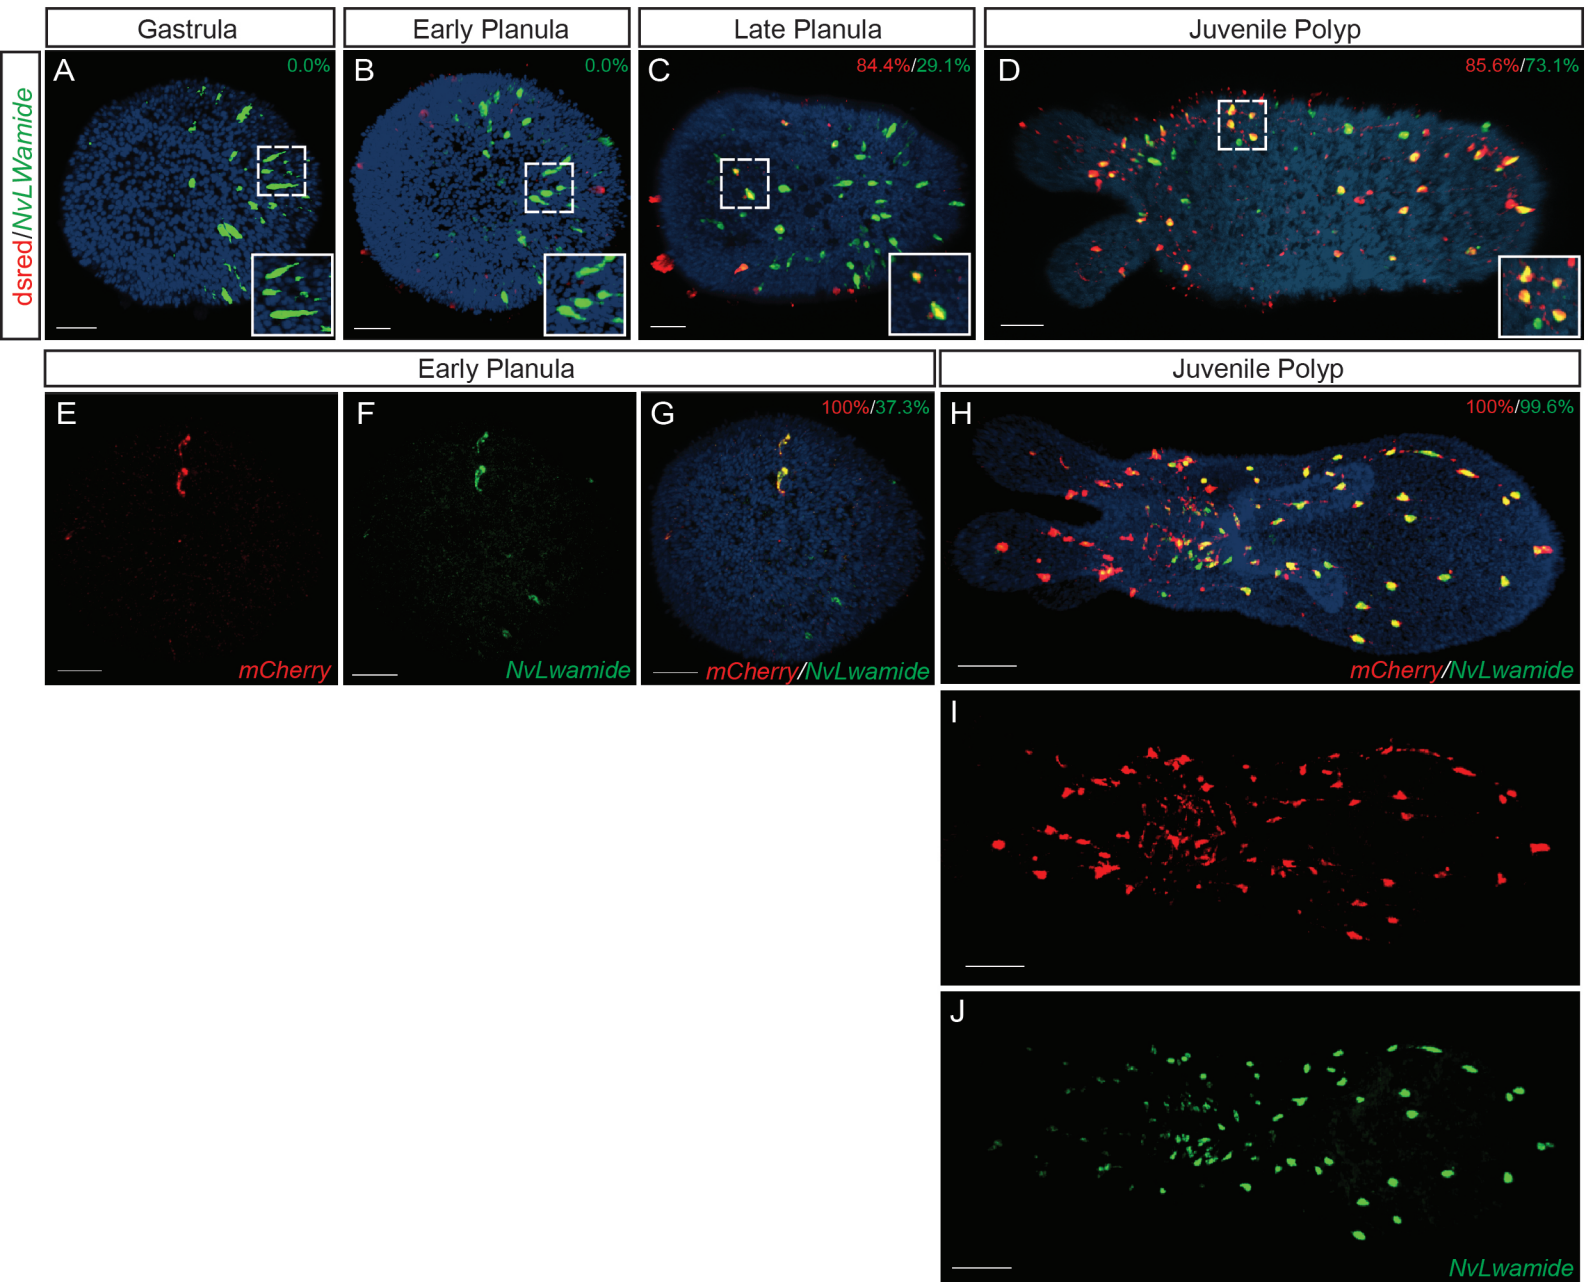 Gastrula
Early Planula
Late Planula
Juvenile Polyp
dsred/NvLWamide
A
0.0%
B
0.0%
C
84.4%/29.1%
D
85.6%/73.1%
Early Planula
Juvenile Polyp
E
mCherry
F
NvLwamide
G
100%/37.3%
mCherry/NvLwamide
H
100%/99.6%
mCherry/NvLwamide
I
J
NvLwamide